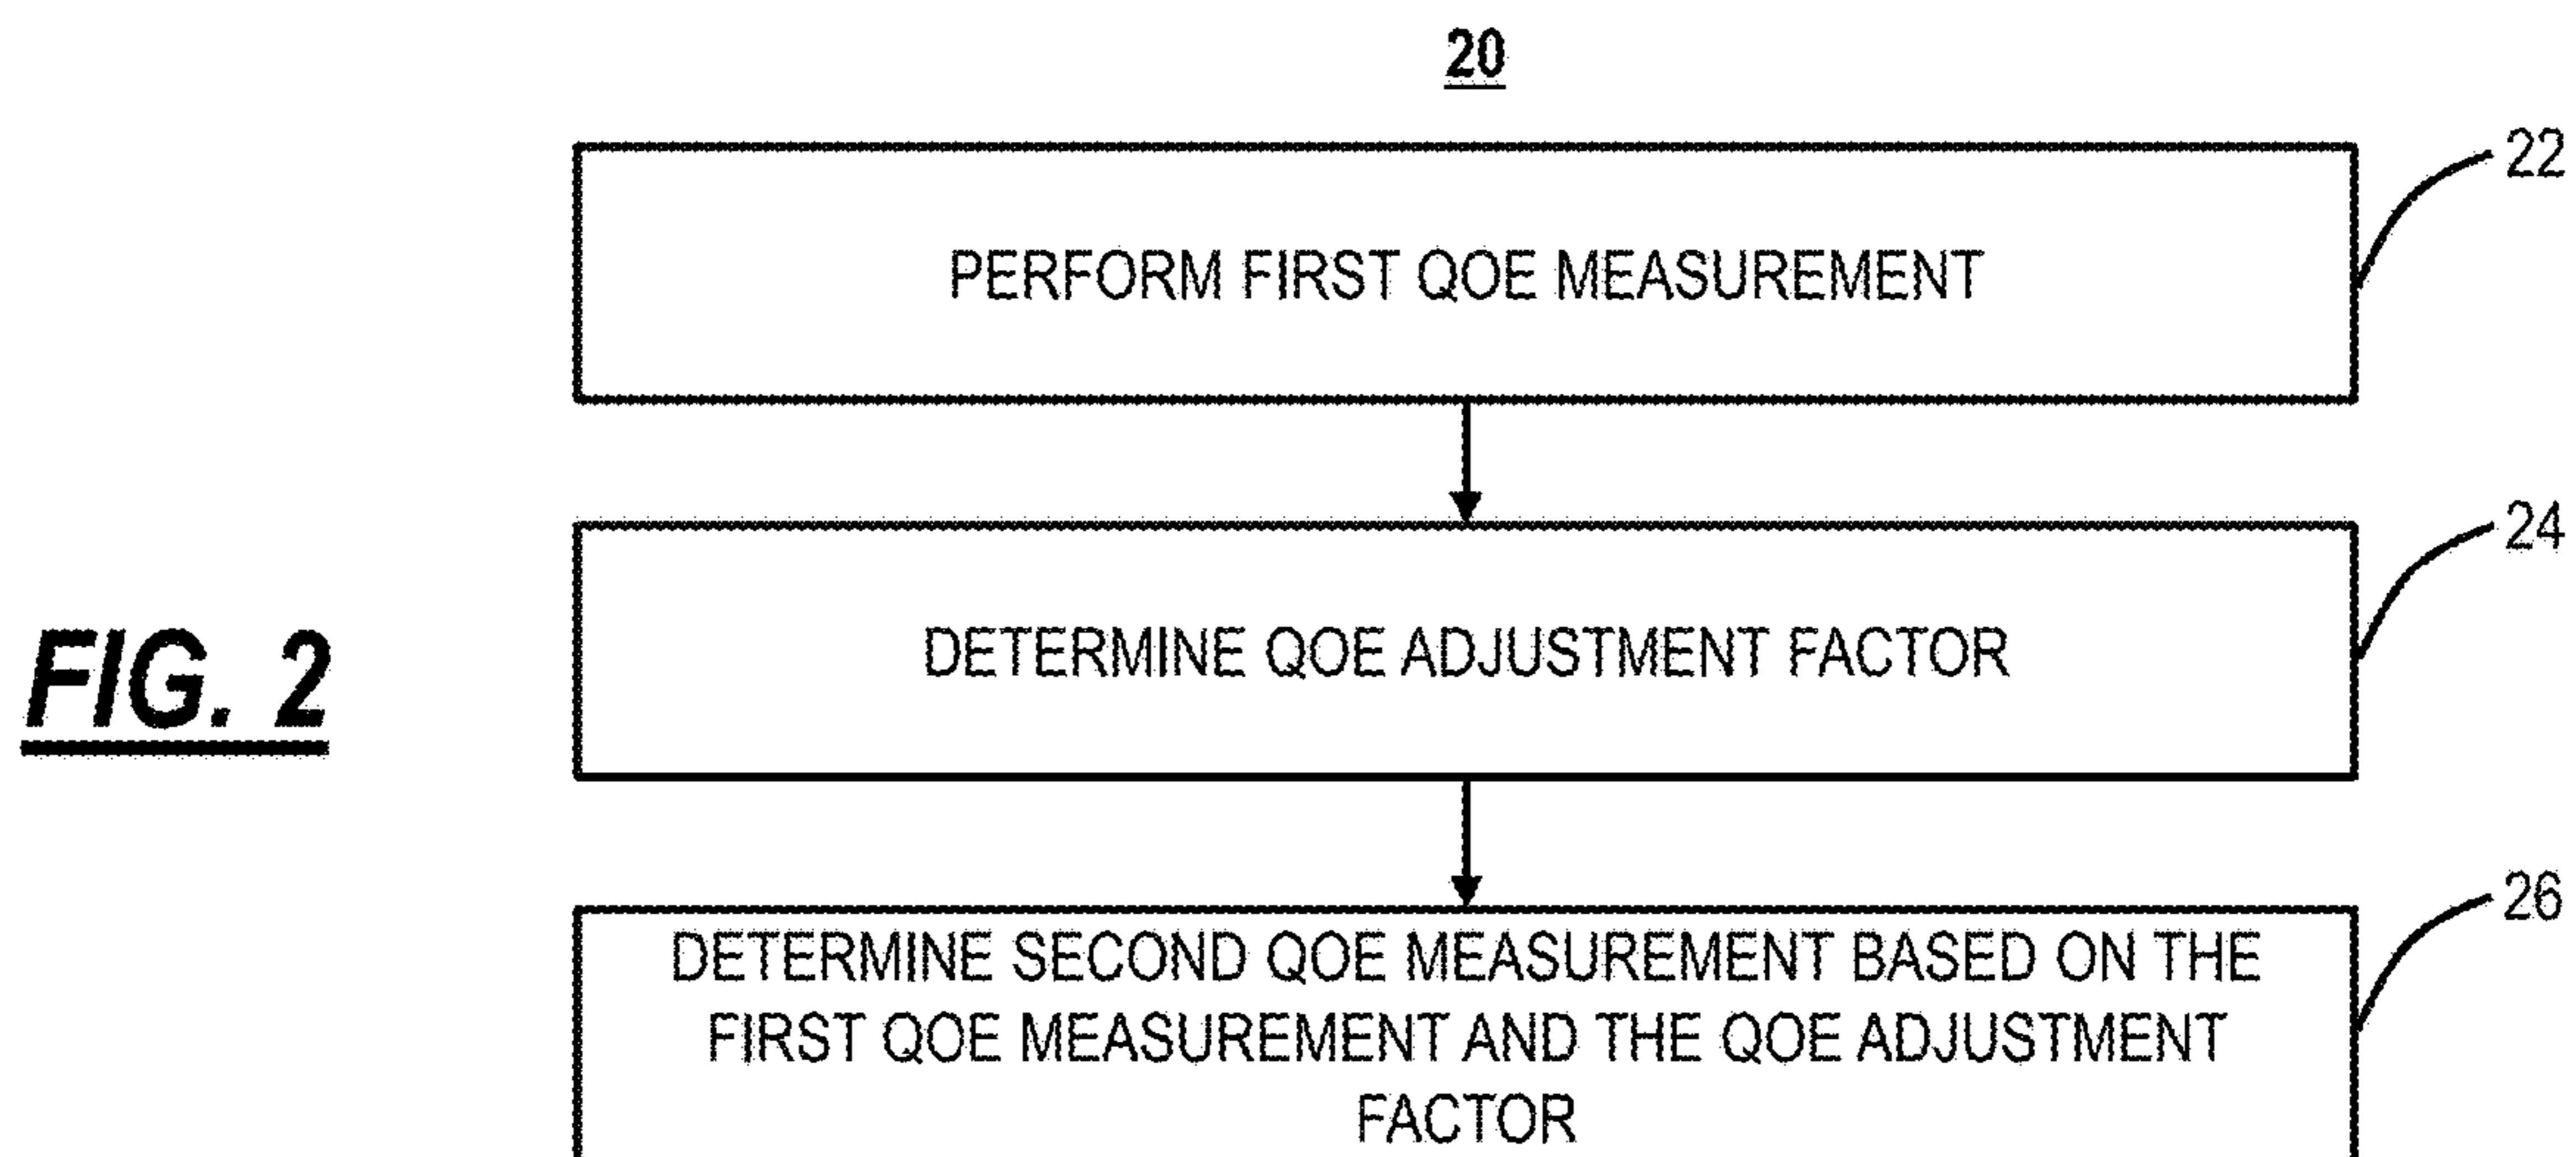 20
22
PERFORM FIRST QOE MEASUREMENT
24
DETERMINE QOE ADJUSTMENT FACTOR
FIG. 2
26
DETERMINE SECOND QOE MEASUREMENT BASED ON THE
FIRST QOE MEASUREMENT AND THE QOE ADJUSTMENT
FACTOR